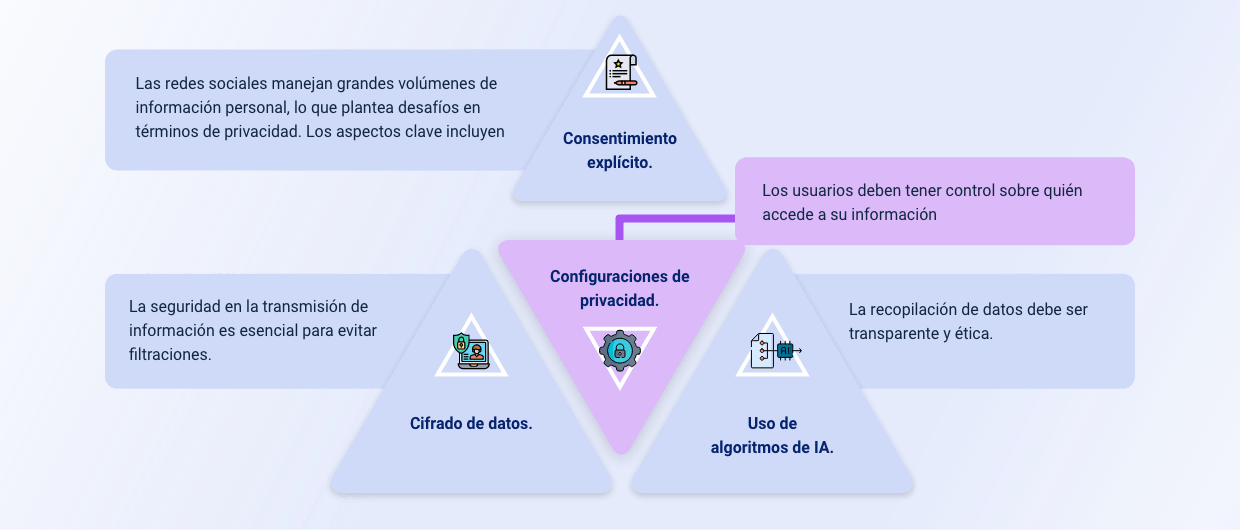 Las redes sociales manejan grandes volúmenes de
información personal, lo que plantea desafíos en
términos de privacidad. Los aspectos clave incluyen
Consentimiento
explícito.
Los usuarios deben tener control sobre quién
accede a su información
Configuraciones de
privacidad.
La seguridad en la transmisión de
información es esencial para evitar
filtraciones.
Cifrado de datos.
La recopilación de datos debe ser
transparente y ética.
AI
Uso de
algoritmos de IA.